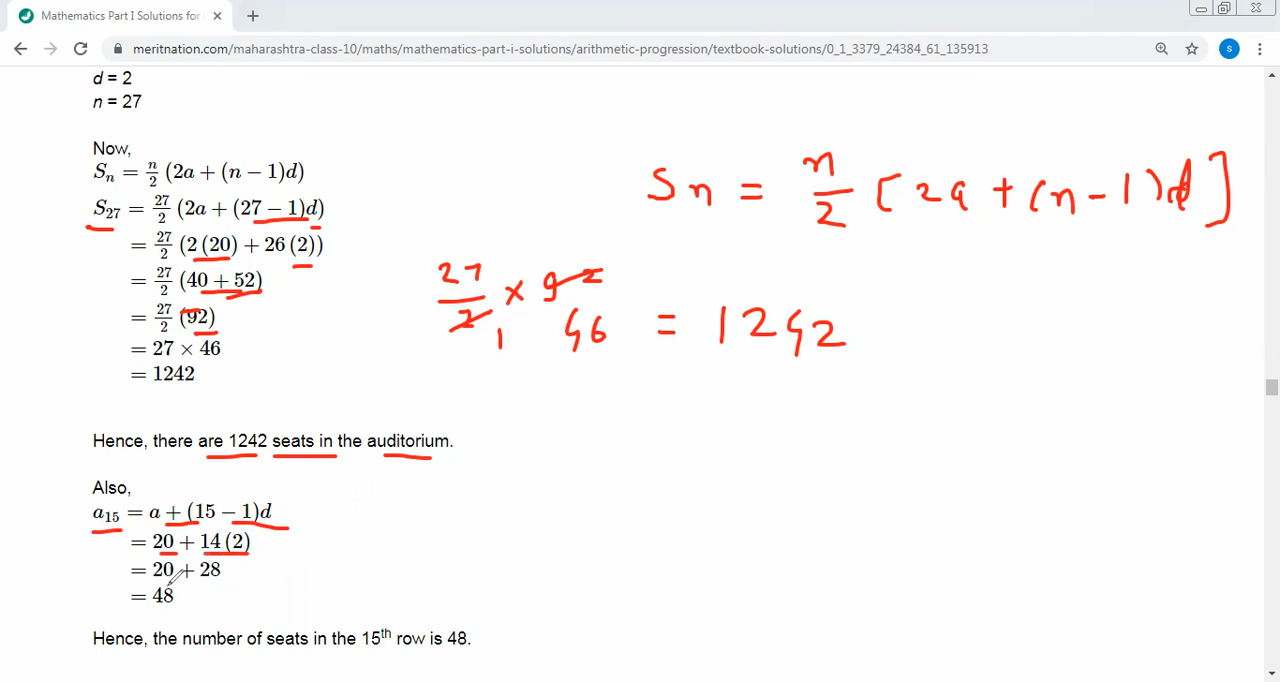 Mathematics Part I Solutions for
meritnation.com/maharashtra-class-10/maths/mathematics-part-i-solutions/arithmetic-progression/textbook-solutions/0_1_3379_24384_61_135913
S
d = 2
n = 27
Now,
Sₙ = n/2 (2a + (n − 1)d)
S₂₇ = 27/2 (2a + (27 − 1)d)
= 27/2 (2 (20) + 26 (2))
= 27/2 (40 + 52)
= 27/2 (92)
= 27 × 46
= 1242
Sn = n/2 [2a + (n - 1)d]
27/2 × 92
1 46 = 1242
Hence, there are 1242 seats in the auditorium.
Also,
a₁₅ = a + (15 − 1)d
= 20 + 14 (2)
= 20 + 28
= 48
Hence, the number of seats in the 15th row is 48.